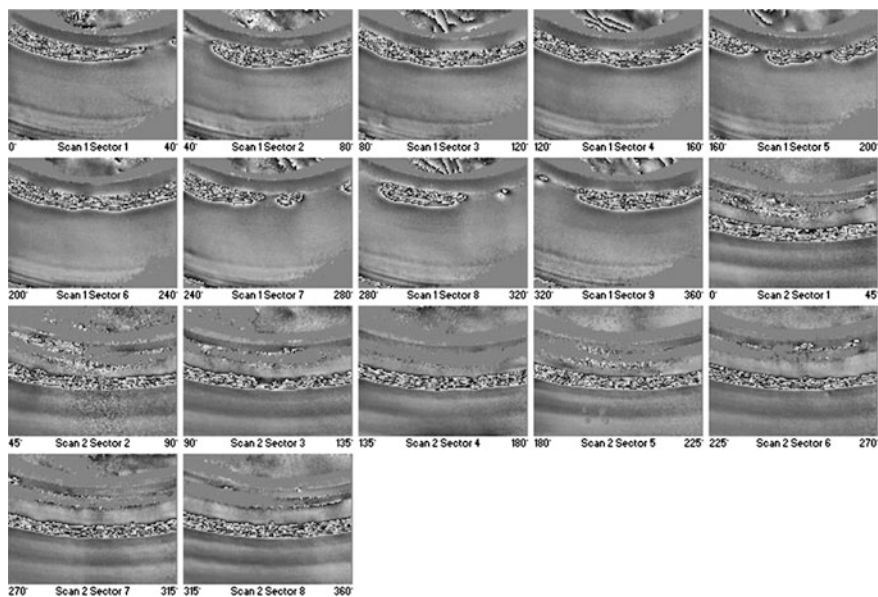 0' Scan 1 Sector 1 40' 40' Scan 1 Sector 2 80' 80' Scan 1 Sector 3 120' 120' Scan 1 Sector 4 160' 160' Scan 1 Sector 5 200'
200' Scan 1 Sector 6 240' 240' Scan 1 Sector 7 280' 280' Scan 1 Sector 8 320' 320' Scan 1 Sector 9 360' 0' Scan 2 Sector 1 45'
45' Scan 2 Sector 2 90' 90' Scan 2 Sector 3 135' 135' Scan 2 Sector 4 180' 180' Scan 2 Sector 5 225' 225' Scan 2 Sector 6 270'
270' Scan 2 Sector 7 315' 315' Scan 2 Sector 8 360'